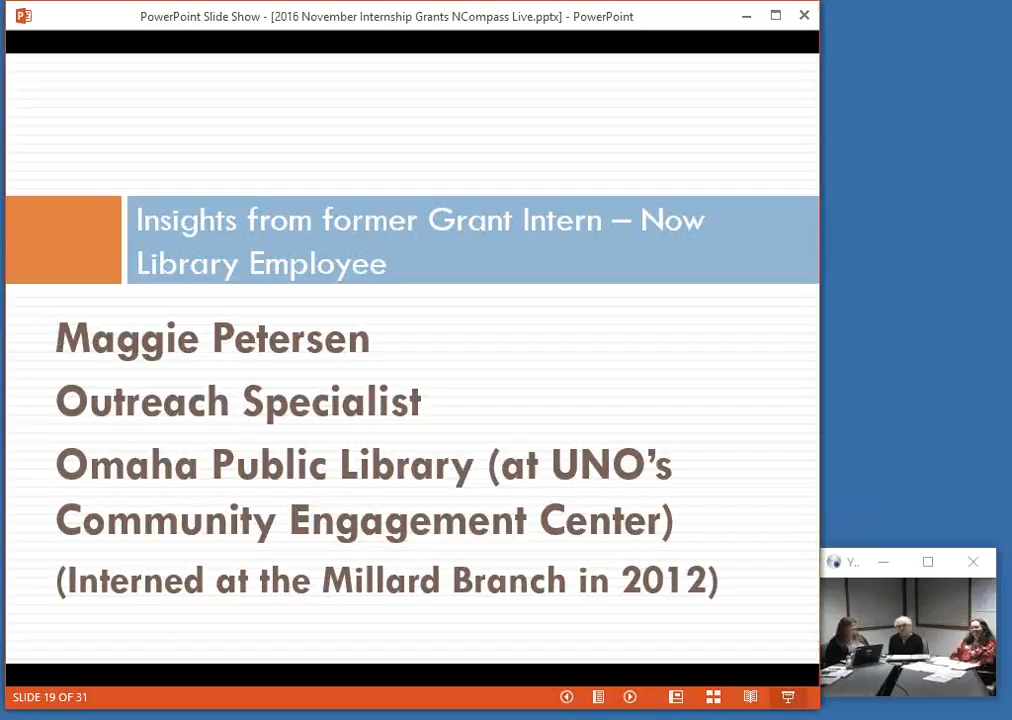 PowerPoint Slide Show - [2016 November Internship Grants NCompass Live.pptx] - PowerPoint
Insights from former Grant Intern – Now
Library Employee
Maggie Petersen
Outreach Specialist
Omaha Public Library (at UNO’s
Community Engagement Center)
(Interned at the Millard Branch in 2012)
Y..
SLIDE 19 OF 31